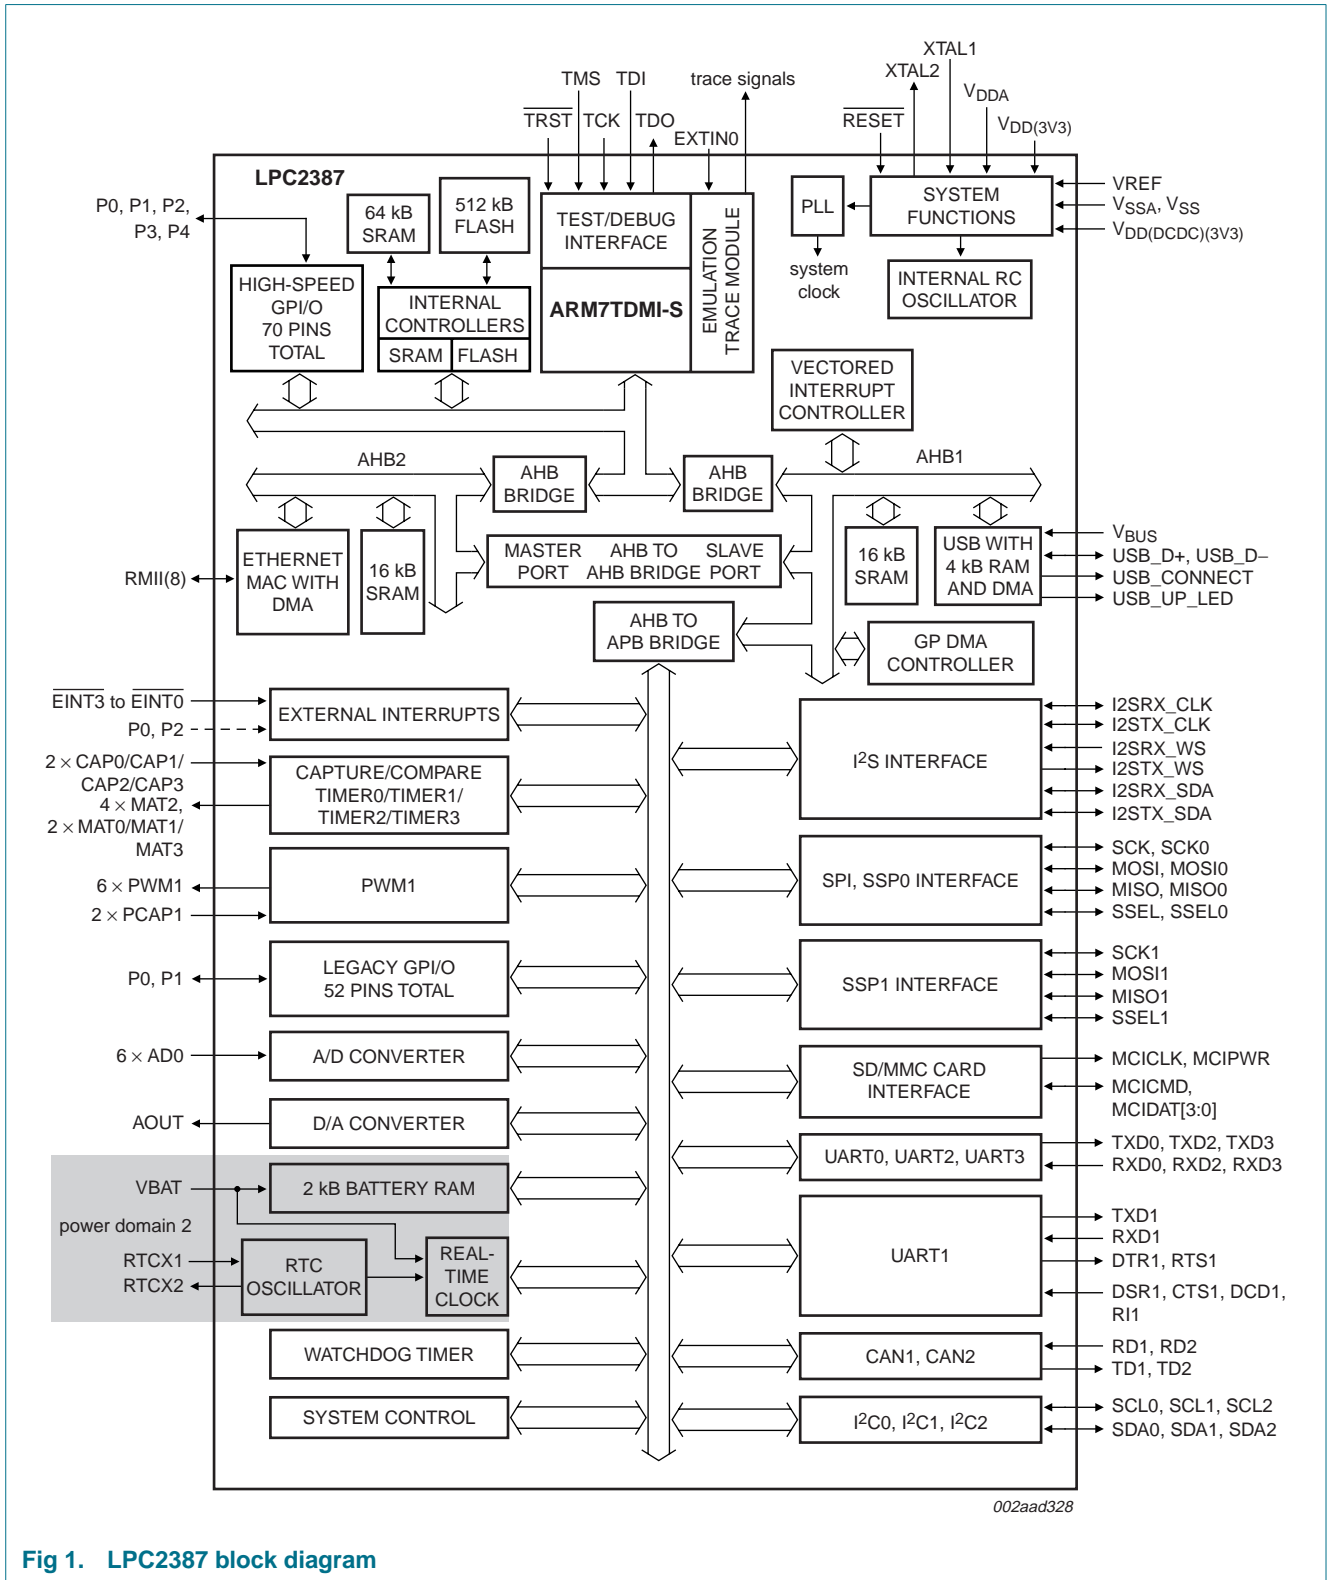 XTAL1
XTAL2
TMS TDI
trace signals
VDDA
TRST TCK TDO
RESET
VDD(3V3)
EXTIN0
LPC2387
P0, P1, P2,
P3, P4
64 kB
SRAM
512 kB
FLASH
TEST/DEBUG
INTERFACE
EMULATION
TRACE MODULE
PLL
SYSTEM
FUNCTIONS
VREF
VSSA, VSS
VDD(DCDC)(3V3)
system
clock
HIGH-SPEED
GPI/O
70 PINS
TOTAL
INTERNAL
CONTROLLERS
SRAM FLASH
ARM7TDMI-S
INTERNAL RC
OSCILLATOR
VECTORED
INTERRUPT
CONTROLLER
AHB2
AHB
BRIDGE
AHB
BRIDGE
AHB1
ETHERNET
MAC WITH
DMA
16 kB
SRAM
MASTER
PORT
AHB TO
AHB BRIDGE
SLAVE
PORT
16 kB
SRAM
USB WITH
4 kB RAM
AND DMA
VBUS
USB_D+, USB_D−
USB_CONNECT
USB_UP_LED
RMII(8)
AHB TO
APB BRIDGE
GP DMA
CONTROLLER
EINT3 to EINT0
P0, P2
EXTERNAL INTERRUPTS
I2SRX_CLK
I2STX_CLK
I2SRX_WS
I2STX_WS
I2SRX_SDA
I2STX_SDA
I2S INTERFACE
2 × CAP0/CAP1/
CAP2/CAP3
4 × MAT2,
2 × MAT0/MAT1/
MAT3
CAPTURE/COMPARE
TIMER0/TIMER1/
TIMER2/TIMER3
6 × PWM1
2 × PCAP1
PWM1
SPI, SSP0 INTERFACE
SCK, SCK0
MOSI, MOSI0
MISO, MISO0
SSEL, SSEL0
P0, P1
LEGACY GPI/O
52 PINS TOTAL
SSP1 INTERFACE
SCK1
MOSI1
MISO1
SSEL1
6 × AD0
A/D CONVERTER
SD/MMC CARD
INTERFACE
MCICLK, MCIPWR
MCICMD,
MCIDAT[3:0]
AOUT
D/A CONVERTER
UART0, UART2, UART3
TXD0, TXD2, TXD3
RXD0, RXD2, RXD3
VBAT
2 kB BATTERY RAM
power domain 2
RTCX1
RTCX2
RTC
OSCILLATOR
REAL-
TIME
CLOCK
UART1
TXD1
RXD1
DTR1, RTS1
DSR1, CTS1, DCD1,
RI1
WATCHDOG TIMER
CAN1, CAN2
RD1, RD2
TD1, TD2
SYSTEM CONTROL
I2C0, I2C1, I2C2
SCL0, SCL1, SCL2
SDA0, SDA1, SDA2
002aad328
Fig 1. LPC2387 block diagram